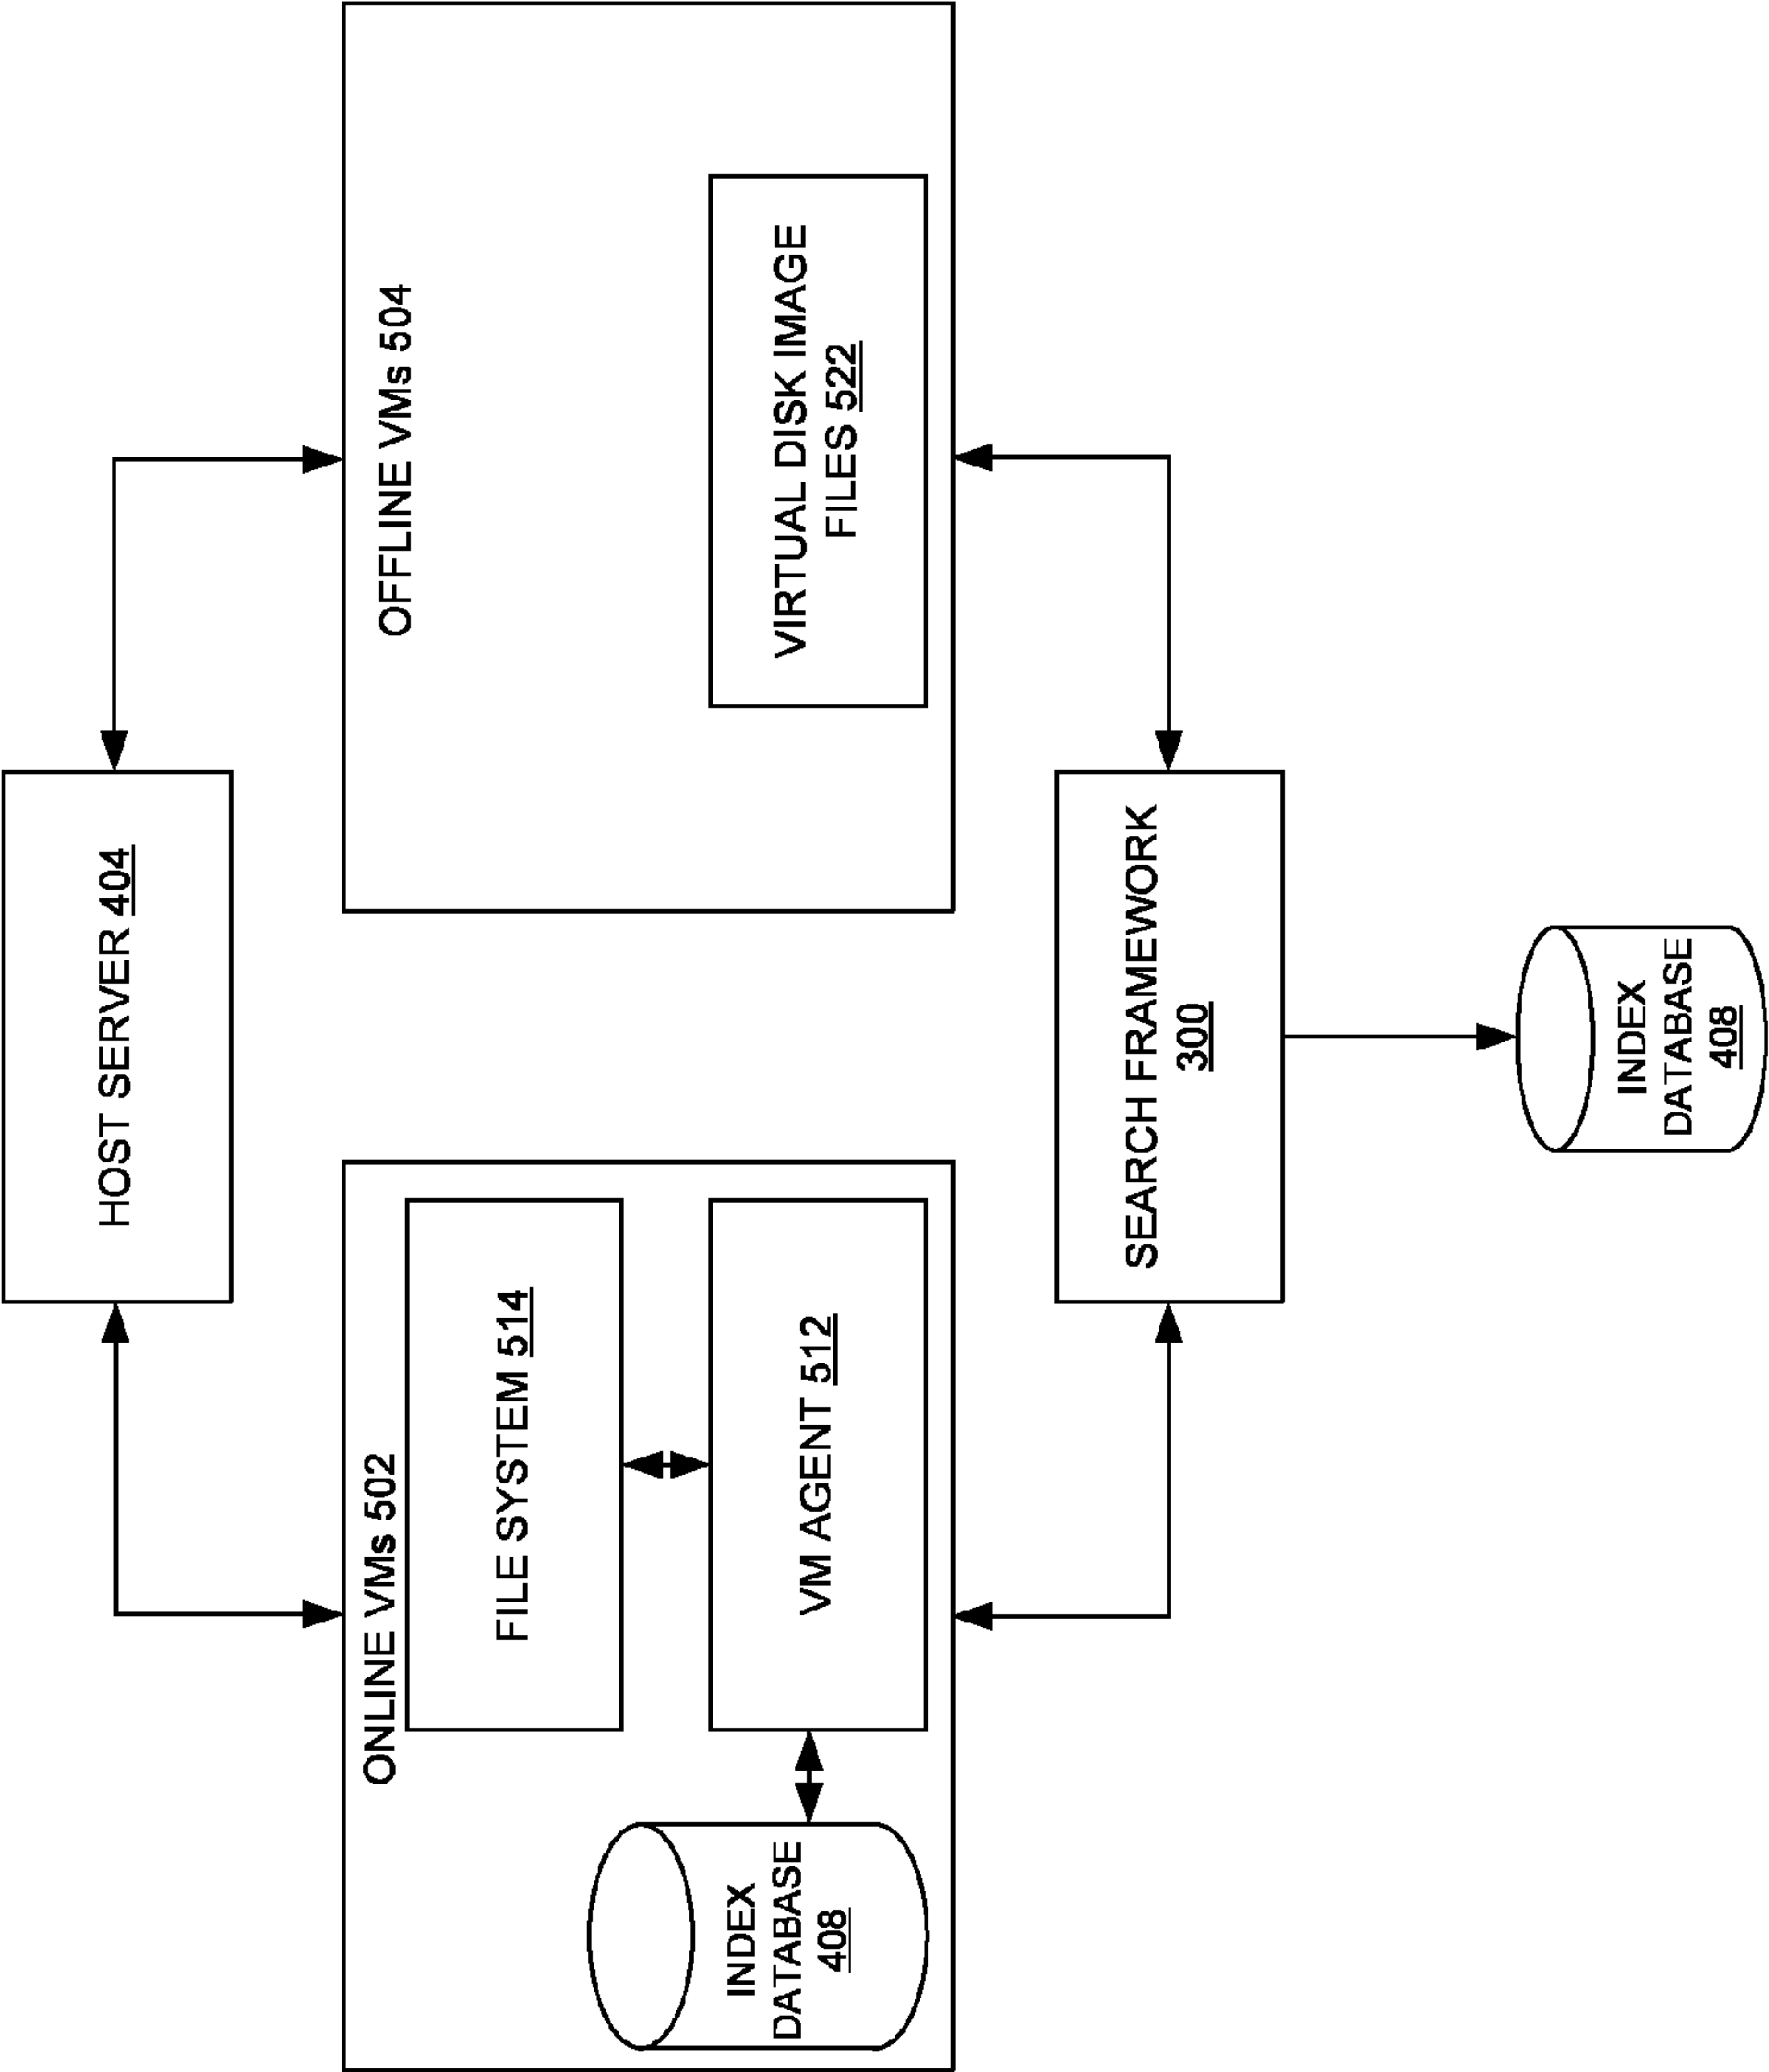 HOST SERVER 404
ONLINE VMs 502
FILE SYSTEM 514
VM AGENT 512
INDEX
DATABASE
408
OFFLINE VMs 504
VIRTUAL DISK IMAGE
FILES 522
SEARCH FRAMEWORK
300
INDEX
DATABASE
408